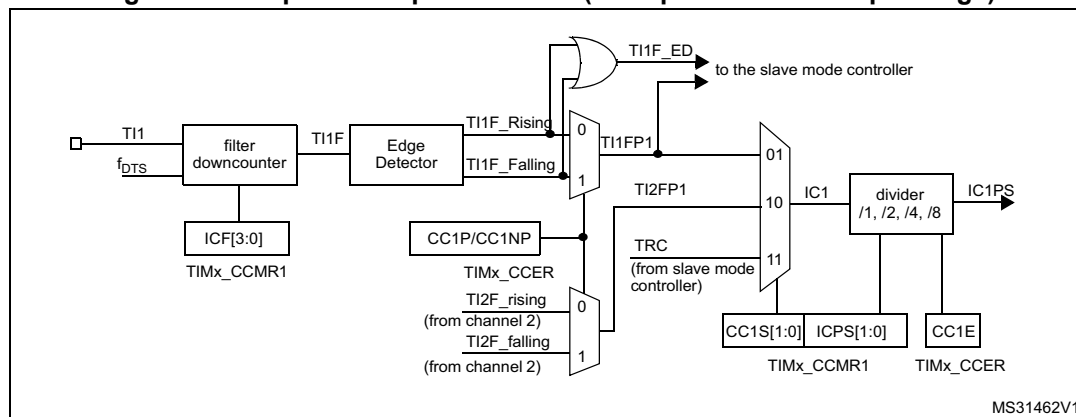 TI1F_ED
to the slave mode controller
TI1
filter
downcounter
TI1F
Edge
Detector
TI1F_Rising
TI1F_Falling
0
1
TI1FP1
fDTS
01
TI2FP1
10
IC1
divider
/1, /2, /4, /8
IC1PS
ICF[3:0]
TIMx_CCMR1
CC1P/CC1NP
TIMx_CCER
TRC
11
(from slave mode
controller)
TI2F_rising
(from channel 2)
0
TI2F_falling
(from channel 2)
1
CC1S[1:0]
ICPS[1:0]
CC1E
TIMx_CCMR1
TIMx_CCER
MS31462V1